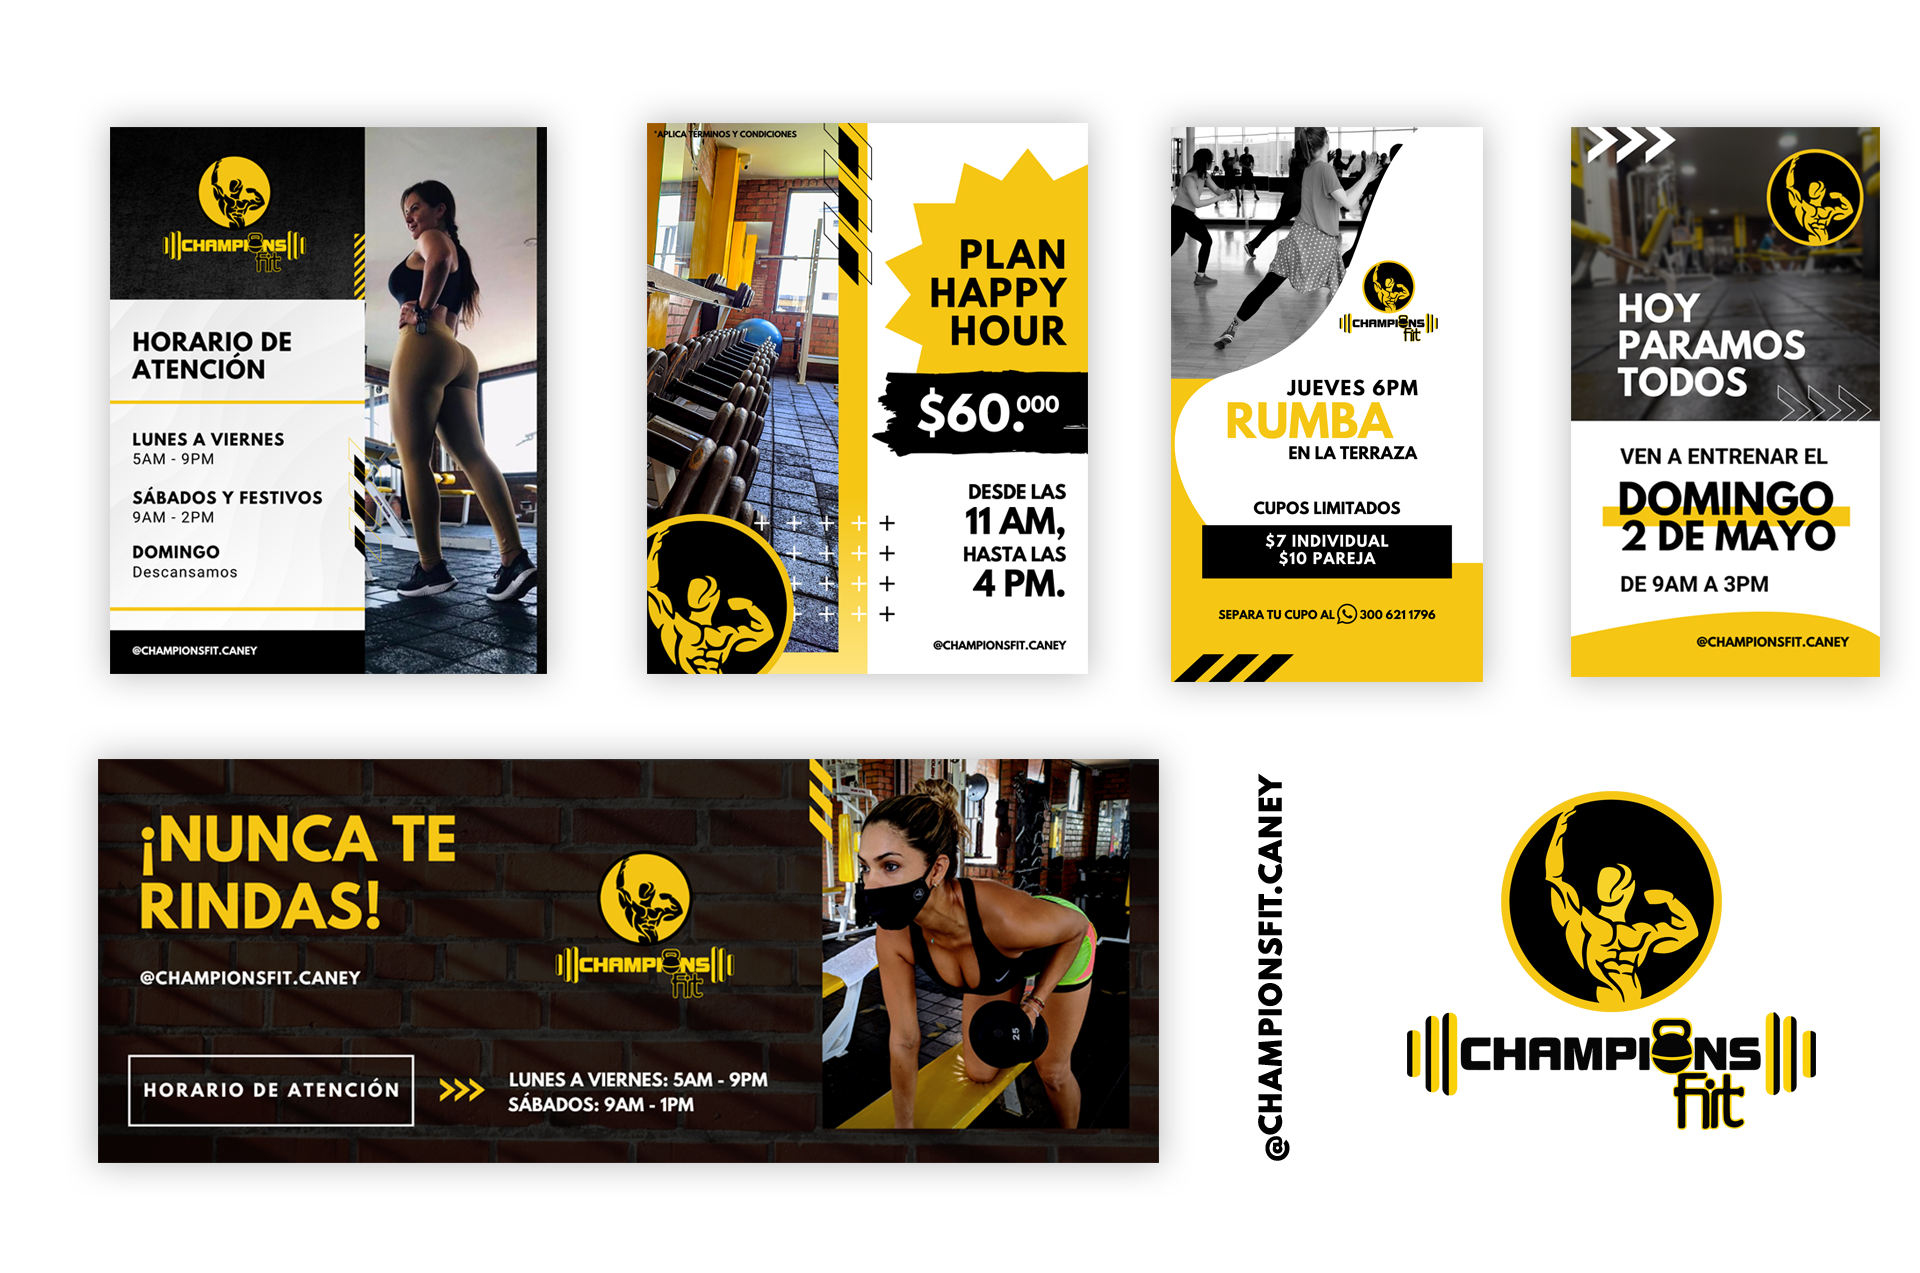 CHAMPIONS
fit
HORARIO DE
ATENCIÓN
LUNES A VIERNES
5AM - 9PM
SÁBADOS Y FESTIVOS
9AM - 2PM
DOMINGO
Descansamos
@CHAMPIONSFIT.CANEY
*APLICA TERMINOS Y CONDICIONES
PLAN
HAPPY
HOUR
$60.000
DESDE LAS
11 AM,
HASTA LAS
4 PM.
@CHAMPIONSFIT.CANEY
CHAMPIONS
fit
JUEVES 6PM
RUMBA
EN LA TERRAZA
CUPOS LIMITADOS
$7 INDIVIDUAL
$10 PAREJA
SEPARA TU CUPO AL 300 621 1796
HOY
PARAMOS
TODOS
VEN A ENTRENAR EL
DOMINGO
2 DE MAYO
DE 9AM A 3PM
@CHAMPIONSFIT.CANEY
¡NUNCA TE
RINDAS!
@CHAMPIONSFIT.CANEY
CHAMPIONS
fit
HORARIO DE ATENCIÓN
LUNES A VIERNES: 5AM - 9PM
SÁBADOS: 9AM - 1PM
25
@CHAMPIONSFIT.CANEY
CHAMPIONS
fit